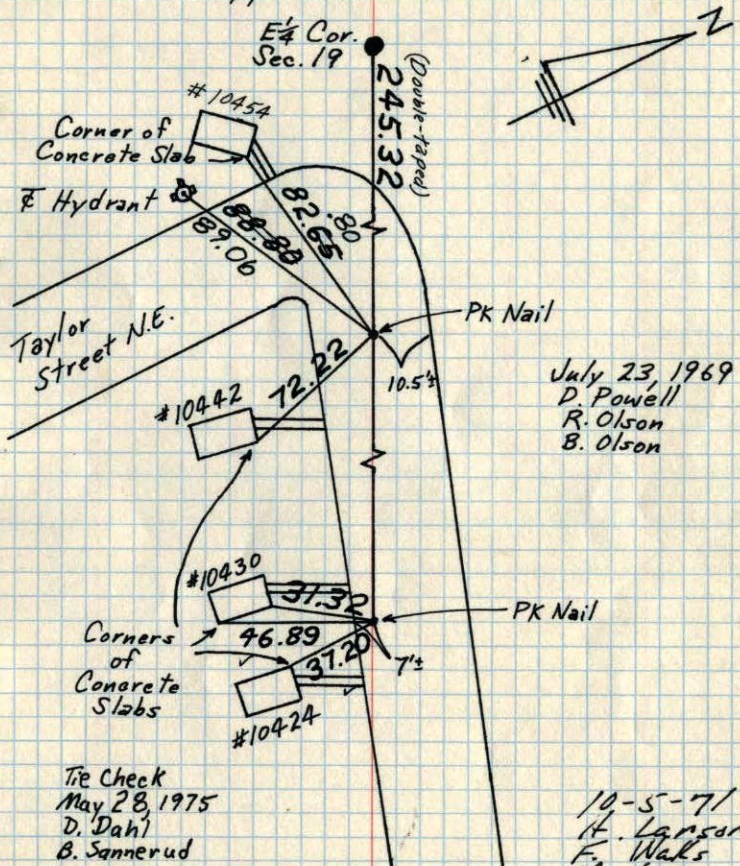 E¼ Cor.
Sec. 19
(Double-taped)
245.32
N
#10454
Corner of
Concrete Slab
℄ Hydrant
82.65
.80
88.80
89.06
Taylor
Street N.E.
PK Nail
10.5'±
72.22
#10442
July 23, 1969
D. Powell
R. Olson
B. Olson
#10430
31.32
PK Nail
46.89
37.20
7'±
Corners
of
Concrete
Slabs
#10424
Tie Check
May 28, 1975
D. Dahl
B. Sannerud
10-5-71
H. Larson
F. Walks